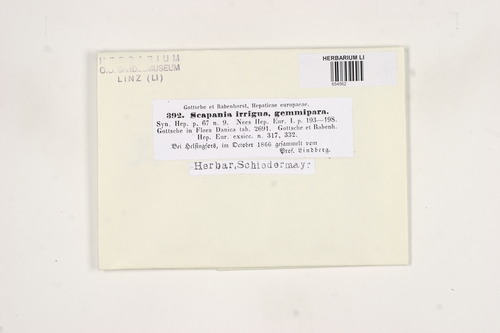 HERBARIUM
O.Ö. LANDESMUSEUM
LINZ (LI)
HERBARIUM LI
Gottsche et Rabenhorst, Hepaticae europaeae.
392. Scapania irrigua, gemmipara.
Syn. Hep. p. 67 n. 9. Nees Hep. Eur. I. p. 193—198.
Gottsche in Flora Danica tab. 2691. Gottsche et Rabenh.
Hep. Eur. exsicc. n. 317, 332.
Bei Helsingfors, im October 1866 gesammelt von
Prof. Lindberg.
Herbar, Schiedermayr